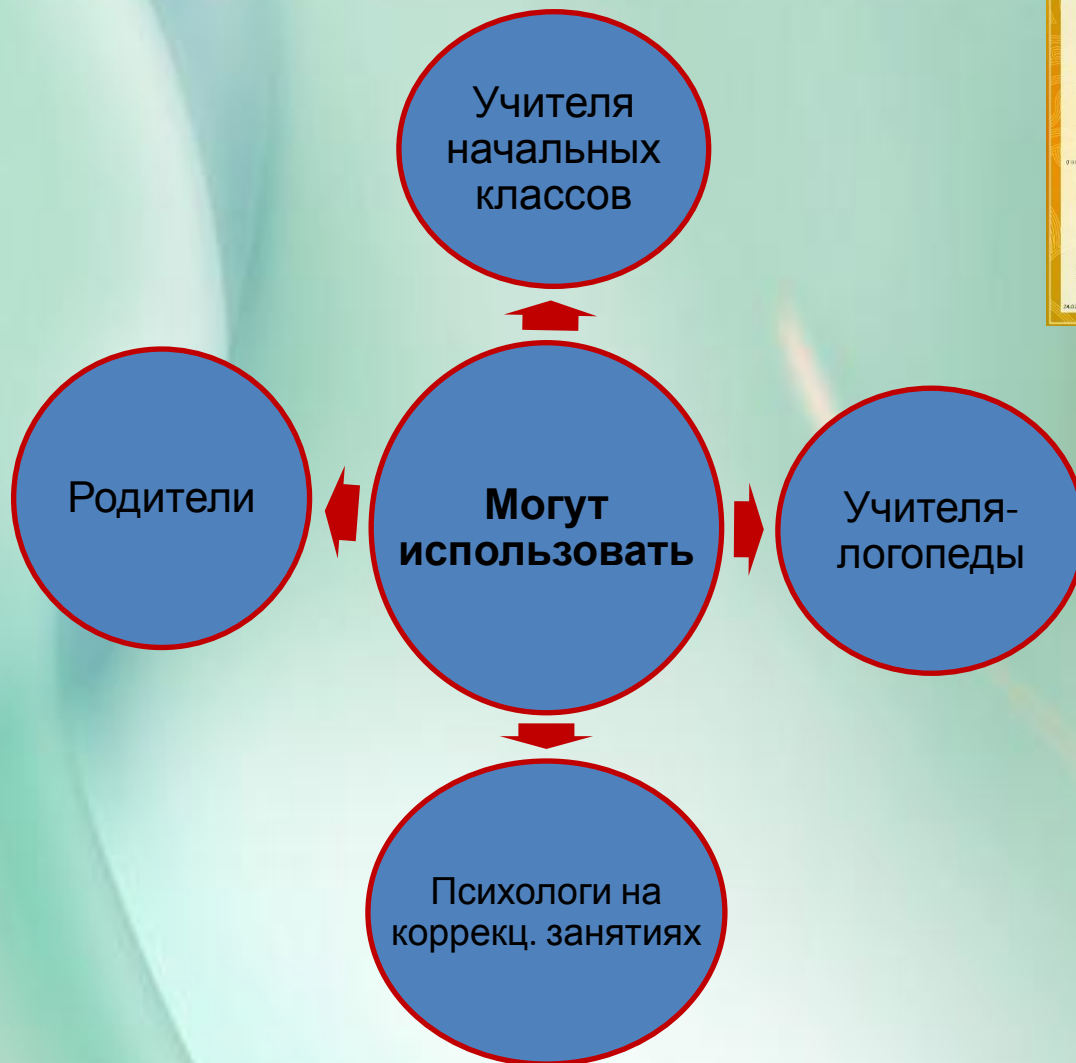 Учителя
начальных
классов
Родители
Могут
использовать
Учителя-
логопеды
Психологи на
коррекц. занятиях